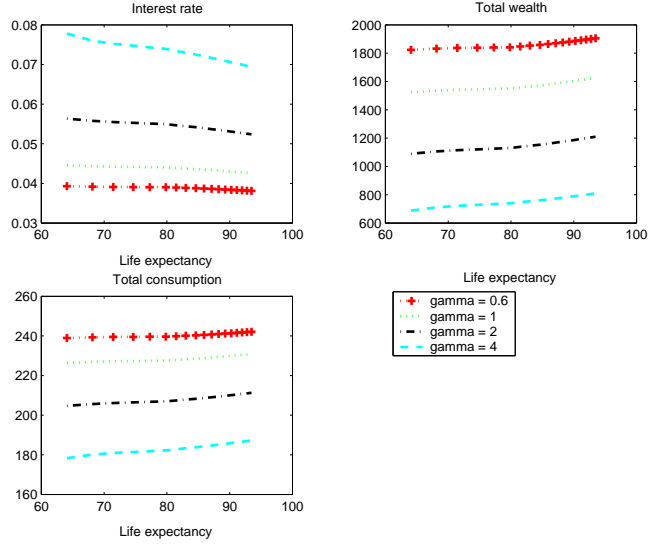 Interest rate
0.08
0.07
0.06
0.05
0.04
0.03
60 70 80 90 100
Life expectancy
Total wealth
2000
1800
1600
1400
1200
1000
800
600
60 70 80 90 100
Life expectancy
Total consumption
260
240
220
200
180
160
60 70 80 90 100
Life expectancy
gamma = 0.6
gamma = 1
gamma = 2
gamma = 4